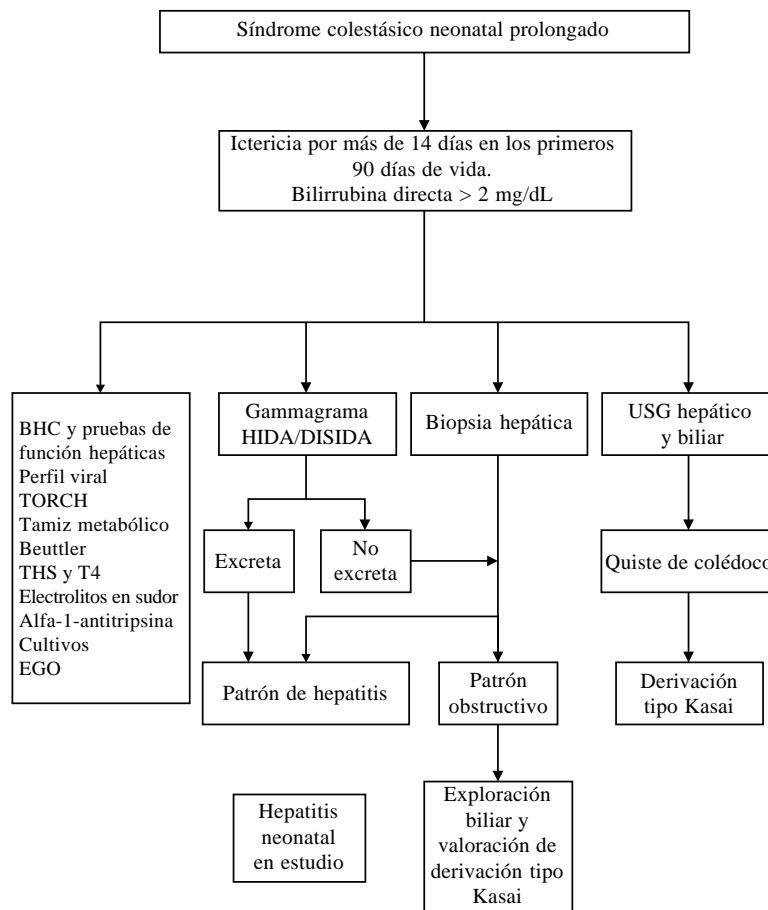 Síndrome colestásico neonatal prolongado
Ictericia por más de 14 días en los primeros
90 días de vida.
Bilirrubina directa > 2 mg/dL
BHC y pruebas de
función hepáticas
Perfil viral
TORCH
Tamiz metabólico
Beuttler
THS y T4
Electrolitos en sudor
Alfa-1-antitripsina
Cultivos
EGO
Gammagrama
HIDA/DISIDA
Biopsia hepática
USG hepático
y biliar
Excreta
No
excreta
Quiste de colédoco
Patrón de hepatitis
Patrón
obstructivo
Derivación
tipo Kasai
Hepatitis
neonatal
en estudio
Exploración
biliar y
valoración de
derivación tipo
Kasai